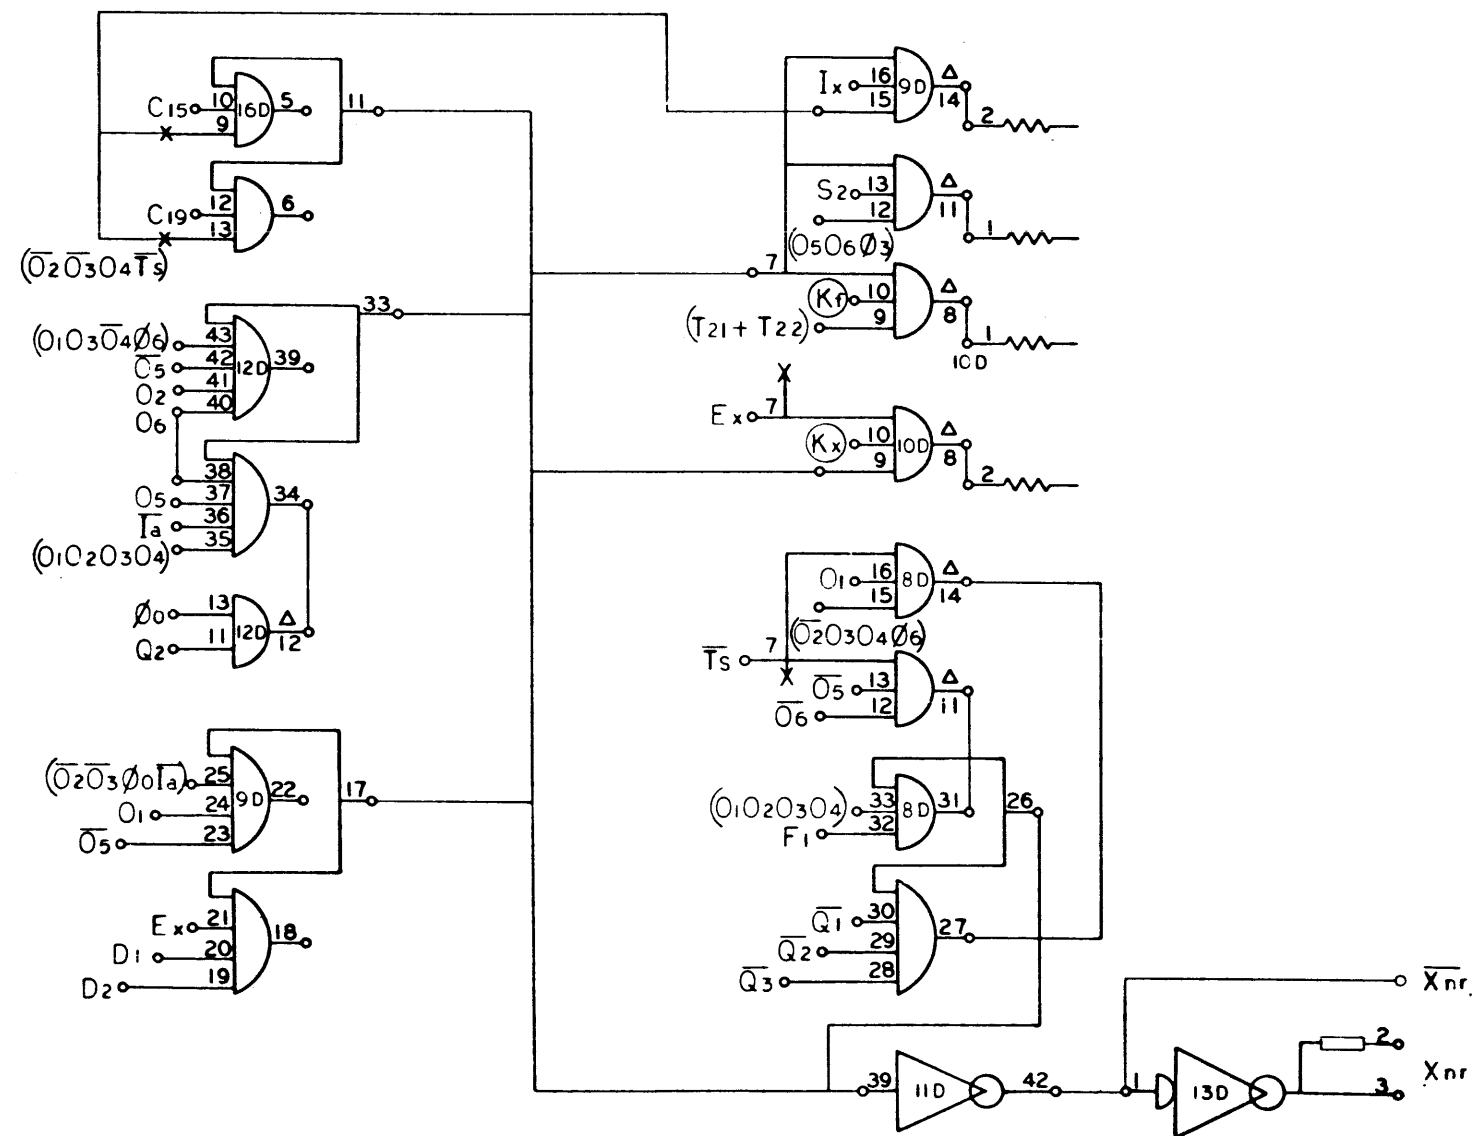 C15 10 16D 5
9
11
C19 12 6
13
(O̅2O̅3O4T̅s)
(O1O3O̅4Ø6) 43
O̅5 42 12D 39
O2 41
O6 40
33
38
O5 37 34
I̅a 36
(O1O2O3O4) 35
Øo 13 Δ
Q2 11 12D 12
(O̅2O̅3ØoI̅a) 25
O1 24 9D 22
O̅5 23
17
Ex 21
D1 20 18
D2 19
Ix 16 9D Δ
15 14 2
S2 13 Δ
12 11 1
(O5O6Ø3)
7
Kf 10 Δ
(T21 + T22) 9 8 1
10D
Ex 7
Kx 10 10D Δ
9 8 2
O1 16 8D Δ
15 14
(O̅2O3O4Ø6)
T̅s 7
O̅5 13 Δ
O̅6 12 11
(O1O2O3O4) 33 8D 31 26
F1 32
Q̅1 30
Q̅2 29 27
Q̅3 28
X̅n̅r̅.
39 11D 42 1 13D 2
3
Xnr